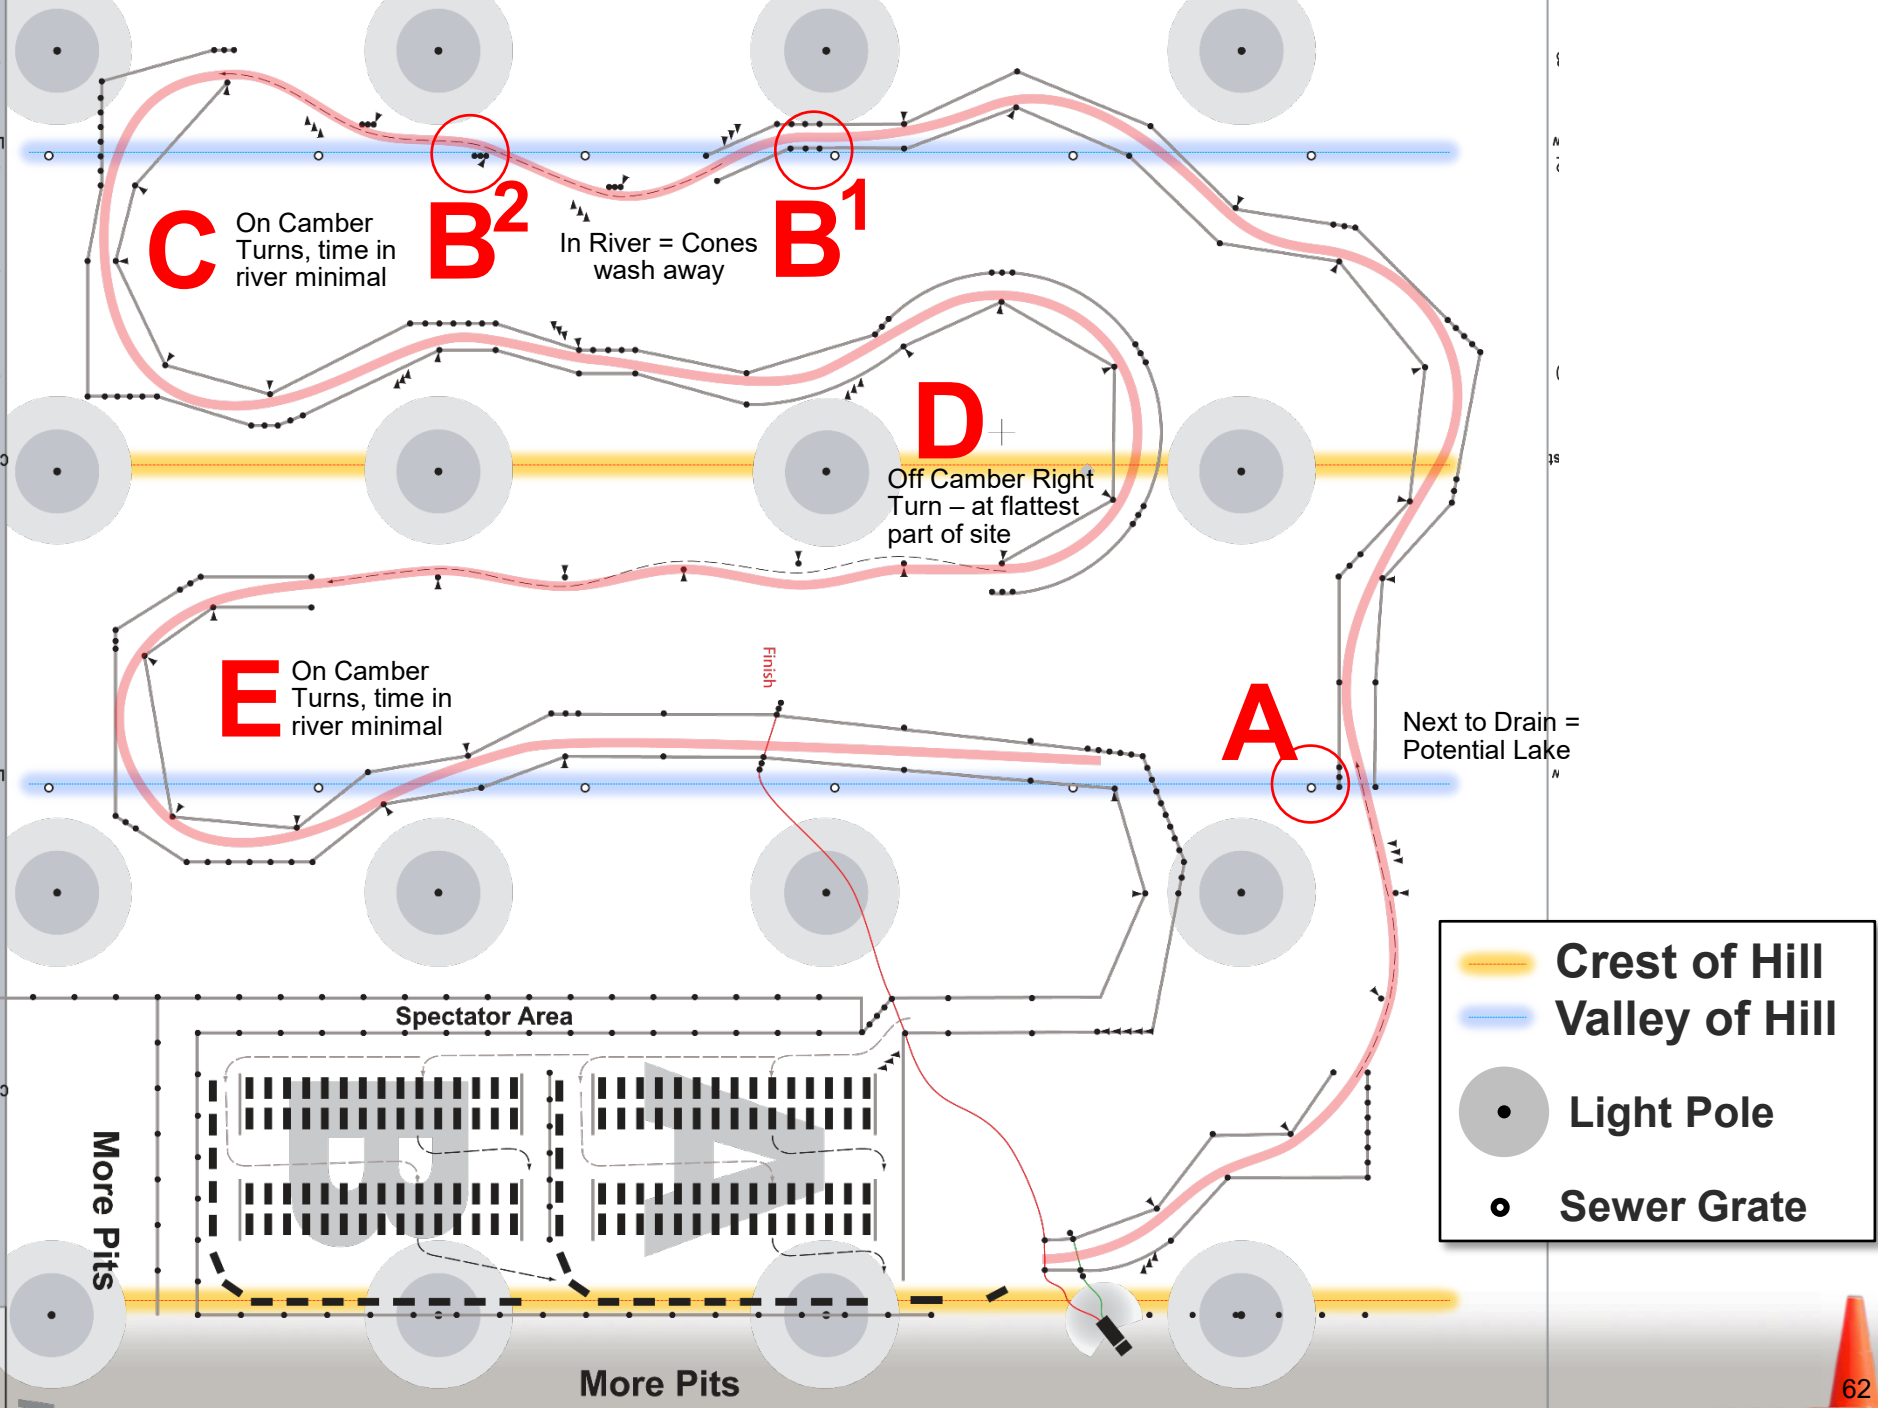 C
On Camber
Turns, time in
river minimal
B2
In River = Cones
wash away
B1
D
Off Camber Right
Turn – at flattest
part of site
E
On Camber
Turns, time in
river minimal
Finish
A
Next to Drain =
Potential Lake
Crest of Hill
Valley of Hill
Light Pole
Sewer Grate
Spectator Area
B
A
More Pits
More Pits
62